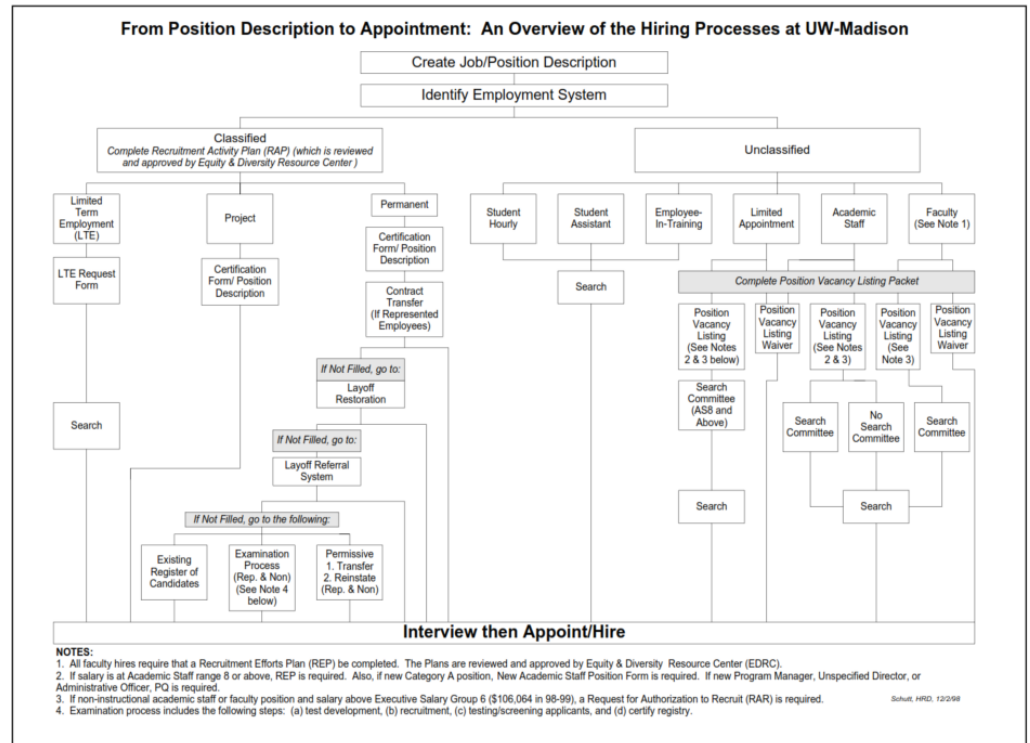 From Position Description to Appointment:  An Overview of the Hiring Processes at UW-Madison
Create Job/Position Description
Identify Employment System
Classified
Complete Recruitment Activity Plan (RAP) (which is reviewed
and approved by Equity & Diversity Resource Center )
Unclassified
Limited
Term
Employment
(LTE)
Project
Permanent
Student
Hourly
Student
Assistant
Employee-
In-Training
Limited
Appointment
Academic
Staff
Faculty
(See Note 1)
LTE Request
Form
Certification
Form/ Position
Description
Certification
Form/ Position
Description
Contract
Transfer
(If Represented
Employees)
Search
Complete Position Vacancy Listing Packet
Position
Vacancy
Listing
(See Notes
2 & 3 below)
Position
Vacancy
Listing
Waiver
Position
Vacancy
Listing
(See Notes
2 & 3)
Position
Vacancy
Listing
(See
Note 3)
Position
Vacancy
Listing
Waiver
If Not Filled, go to:
Layoff
Restoration
Search
Committee
(AS8 and
Above)
Search
Search
Committee
No
Search
Committee
Search
Committee
If Not Filled, go to:
Layoff Referral
System
Search
Search
If Not Filled, go to the following:
Existing
Register of
Candidates
Examination
Process
(Rep. & Non)
(See Note 4
below)
Permissive
1. Transfer
2. Reinstate
(Rep. & Non)
Interview then Appoint/Hire
NOTES:
1.  All faculty hires require that a Recruitment Efforts Plan (REP) be completed.  The Plans are reviewed and approved by Equity & Diversity  Resource Center (EDRC).
2.  If salary is at Academic Staff range 8 or above, REP is required.  Also, if new Category A position,  New Academic Staff Position Form is required.  If new Program Manager, Unspecified Director, or
Administrative Officer, PQ is required.
3.  If non-instructional academic staff or faculty position and salary above Executive Salary Group 6 ($106,064 in 98-99), a Request for Authorization to Recruit (RAR) is required.
Schutt, HRD, 12/2/98
4.  Examination process includes the following steps:  (a) test development, (b) recruitment, (c) testing/screening applicants, and (d) certify registry.